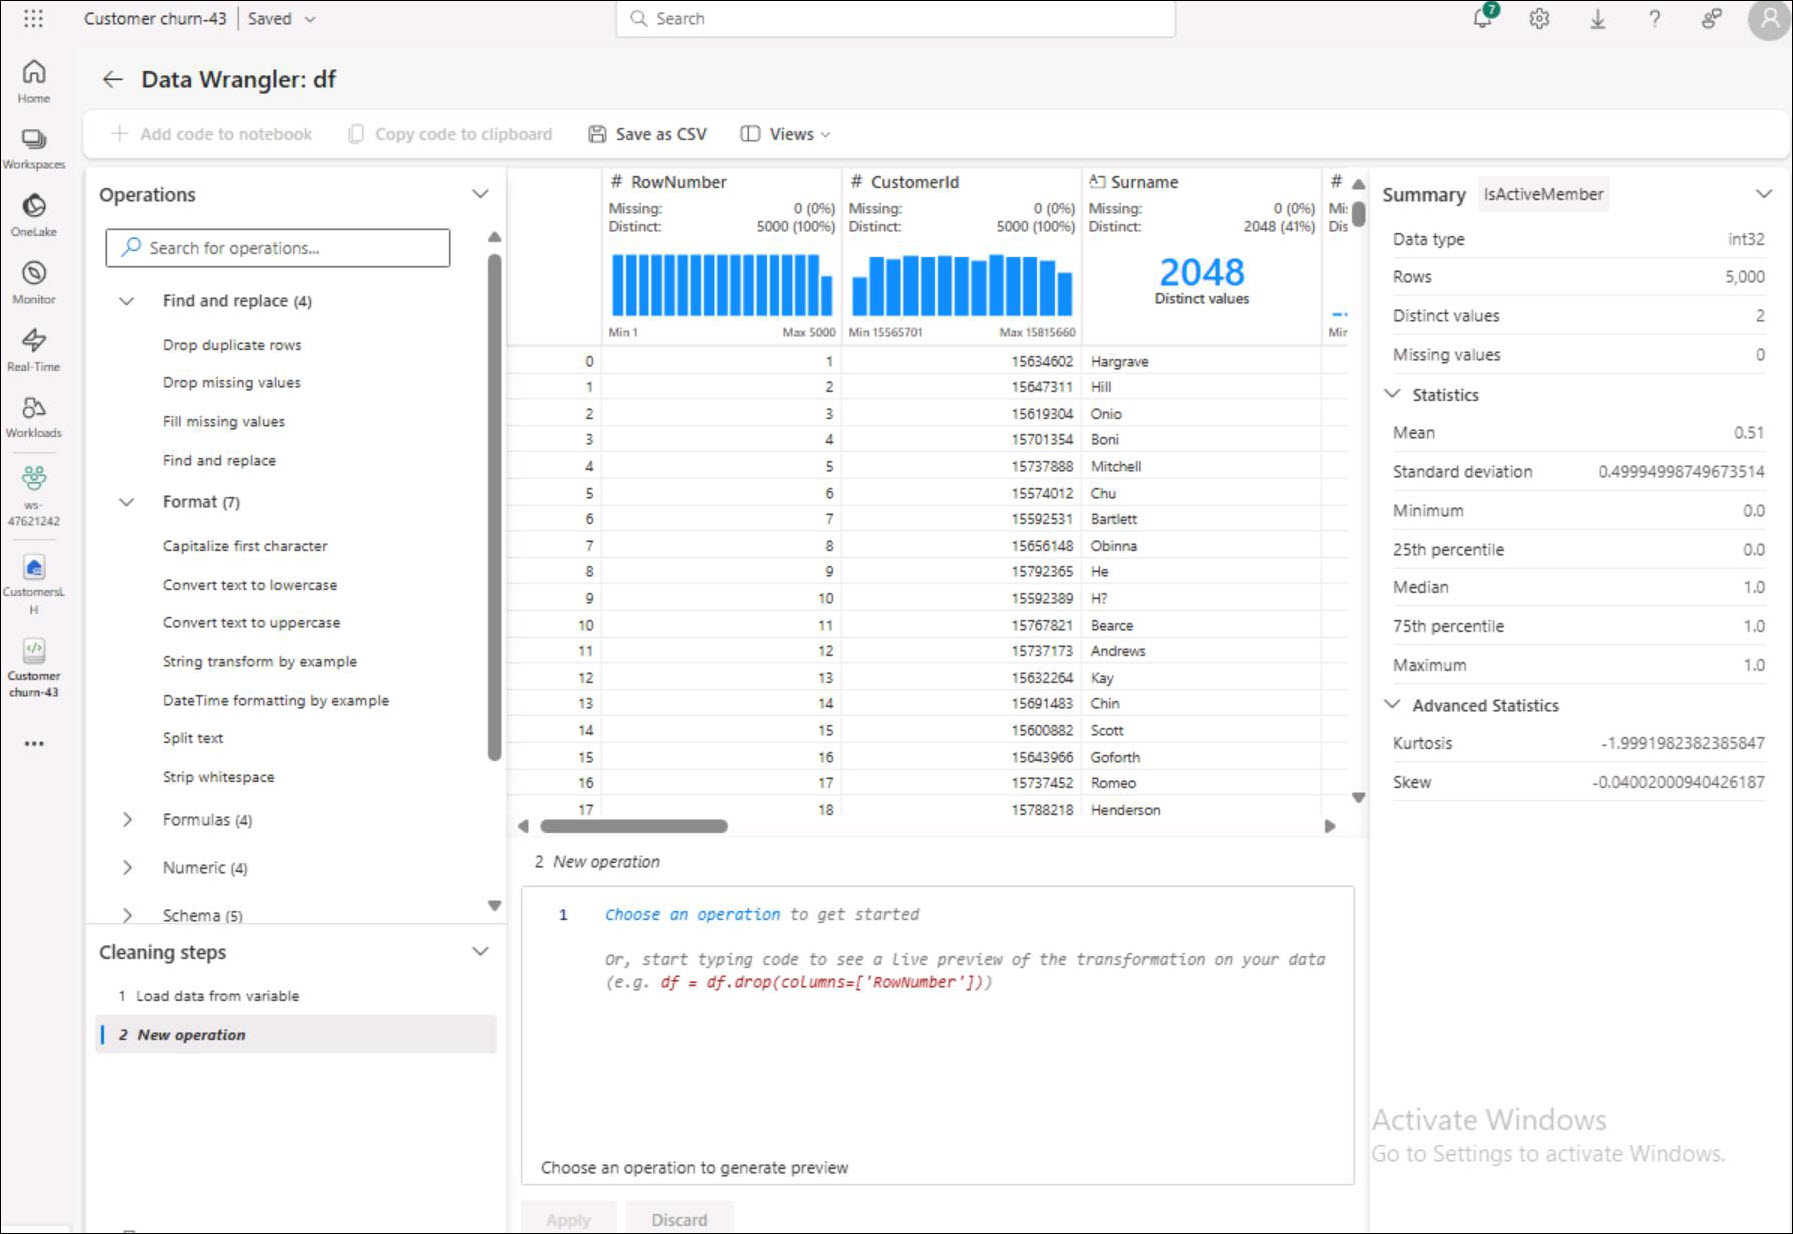 Customer churn-43 | Saved
Search
7
Home
Workspaces
OneLake
Monitor
Real-Time
Workloads
ws-
47621242
CustomersL
H
Customer
churn-43
Data Wrangler: df
Add code to notebook
Copy code to clipboard
Save as CSV
Views
Operations
Search for operations...
Find and replace (4)
Drop duplicate rows
Drop missing values
Fill missing values
Find and replace
Format (7)
Capitalize first character
Convert text to lowercase
Convert text to uppercase
String transform by example
DateTime formatting by example
Split text
Strip whitespace
Formulas (4)
Numeric (4)
Schema (5)
Cleaning steps
1 Load data from variable
2 New operation
# RowNumber
Missing: 0 (0%)
Distinct: 5000 (100%)
Min 1 Max 5000
# CustomerId
Missing: 0 (0%)
Distinct: 5000 (100%)
Min 15565701 Max 15815660
Surname
Missing: 0 (0%)
Distinct: 2048 (41%)
2048
Distinct values
#
Mi
Dis
Mir
0 1 15634602 Hargrave
1 2 15647311 Hill
2 3 15619304 Onio
3 4 15701354 Boni
4 5 15737888 Mitchell
5 6 15574012 Chu
6 7 15592531 Bartlett
7 8 15656148 Obinna
8 9 15792365 He
9 10 15592389 H?
10 11 15767821 Bearce
11 12 15737173 Andrews
12 13 15632264 Kay
13 14 15691483 Chin
14 15 15600882 Scott
15 16 15643966 Goforth
16 17 15737452 Romeo
17 18 15788218 Henderson
2 New operation
1 Choose an operation to get started
Or, start typing code to see a live preview of the transformation on your data
(e.g. df = df.drop(columns=['RowNumber']))
Choose an operation to generate preview
Apply Discard
Summary IsActiveMember
Data type int32
Rows 5,000
Distinct values 2
Missing values 0
Statistics
Mean 0.51
Standard deviation 0.49994998749673514
Minimum 0.0
25th percentile 0.0
Median 1.0
75th percentile 1.0
Maximum 1.0
Advanced Statistics
Kurtosis -1.9991982382385847
Skew -0.04002000940426187
Activate Windows
Go to Settings to activate Windows.